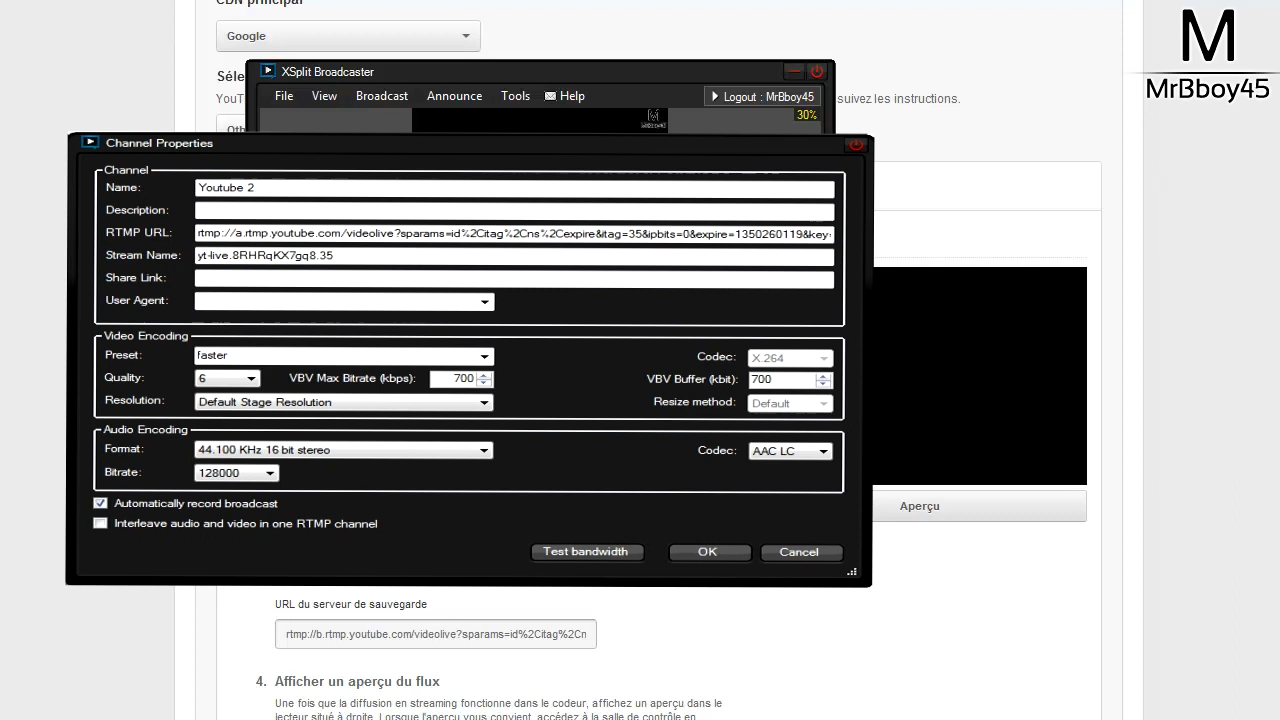 CDN principal
Google
M
MrBboy45
XSplit Broadcaster
Séle
YouT
suivez les instructions.
File View Broadcast Announce Tools Help Logout : MrBboy45
30%
Oth
Channel Properties
Channel
Name: Youtube 2
Description:
RTMP URL: rtmp://a.rtmp.youtube.com/videolive?sparams=id%2Citag%2Cns%2Cexpire&itag=35&ipbits=0&expire=1350260119&key=
Stream Name: yt-live.8RHRqKX7gq8.35
Share Link:
User Agent:
Video Encoding
Preset: faster Codec: X.264
Quality: 6 VBV Max Bitrate (kbps): 700 VBV Buffer (kbit): 700
Resolution: Default Stage Resolution Resize method: Default
Audio Encoding
Format: 44.100 KHz 16 bit stereo Codec: AAC LC
Bitrate: 128000
Automatically record broadcast
Aperçu
Interleave audio and video in one RTMP channel
Test bandwidth OK Cancel
URL du serveur de sauvegarde
rtmp://b.rtmp.youtube.com/videolive?sparams=id%2Citag%2Cn
4. Afficher un aperçu du flux
Une fois que la diffusion en streaming fonctionne dans le codeur, affichez un aperçu dans le
lecteur situé à droite. Lorsque l'aperçu vous convient, accédez à la salle de contrôle en